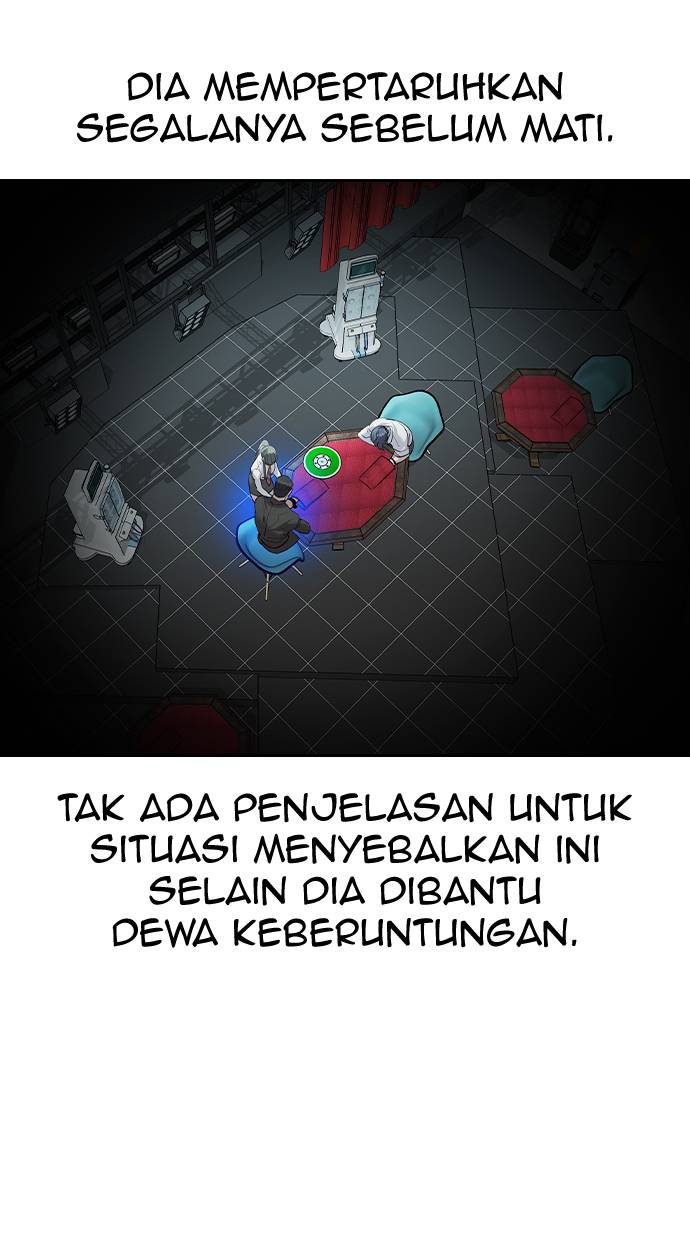 DIA MEMPERTARUHKAN
SEGALANYA SEBELUM MATI.
TAK ADA PENJELASAN UNTUK
SITUASI MENYEBALKAN INI
SELAIN DIA DIBANTU
DEWA KEBERUNTUNGAN.